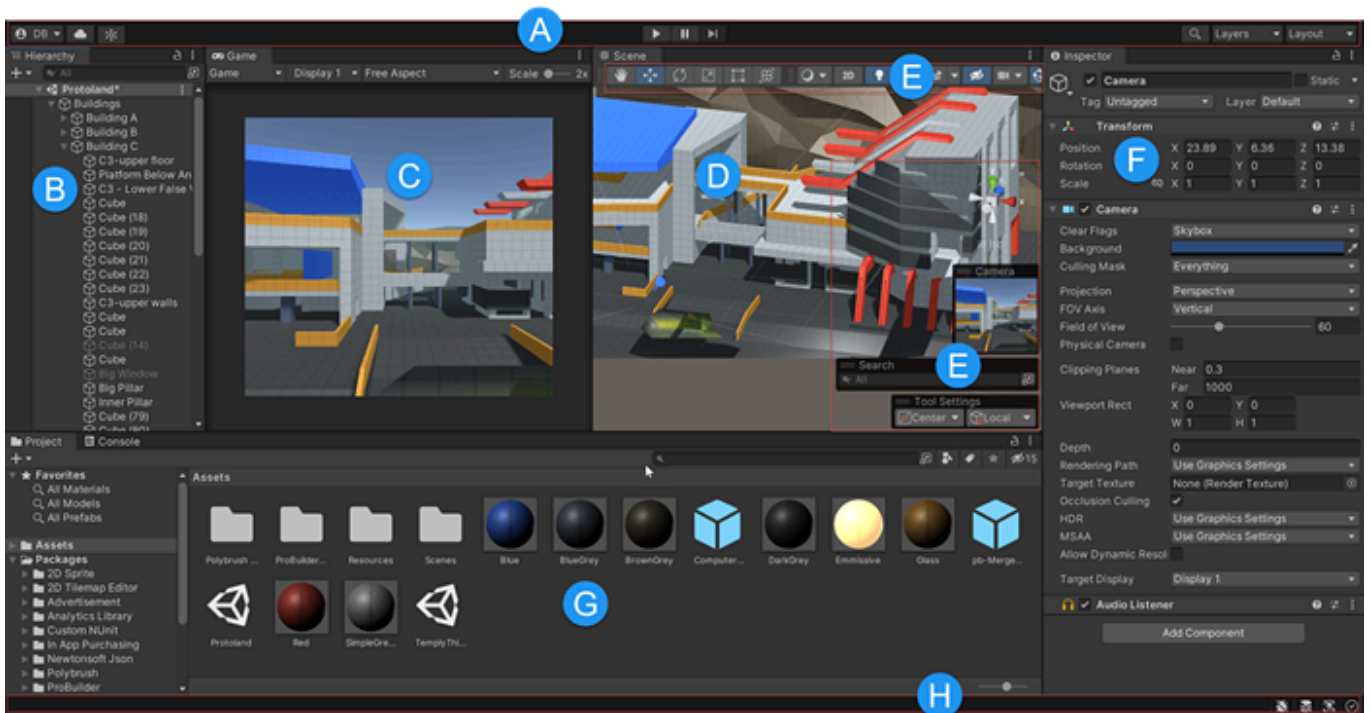 A
DB
Layers
Layout
Hierarchy
All
Protoland*
Buildings
Building A
Building B
Building C
C3-upper floor
Platform Below An
C3 - Lower False
B
Cube
Cube (18)
Cube (19)
Cube (20)
Cube (21)
Cube (22)
Cube (23)
C3-upper walls
Cube
Cube
Cube (14)
Cube
Big Window
Big Pillar
Inner Pillar
Cube (79)
Cube (80)
Game
Game Display 1 Free Aspect Scale 2x
C
Scene
2D
E
D
Camera
Search
E
All
Tool Settings
Center Local
Inspector
Camera Static
Tag Untagged Layer Default
Transform
F
Position X 23.89 Y 6.36 Z 13.38
Rotation X 0 Y 0 Z 0
Scale X 1 Y 1 Z 1
Camera
Clear Flags Skybox
Background
Culling Mask Everything
Projection Perspective
FOV Axis Vertical
Field of View 60
Physical Camera
Clipping Planes Near 0.3
Far 1000
Viewport Rect X 0 Y 0
W 1 H 1
Depth 0
Rendering Path Use Graphics Settings
Target Texture None (Render Texture)
Occlusion Culling
HDR Use Graphics Settings
MSAA Use Graphics Settings
Allow Dynamic Resol
Target Display Display 1
Audio Listener
Add Component
Project Console
15
Favorites
All Materials
All Models
All Prefabs
Assets
Packages
2D Sprite
2D Tilemap Editor
Advertisement
Analytics Library
Custom NUnit
In App Purchasing
Newtonsoft Json
Polybrush
ProBuilder
Assets
Polybrush ... ProBuilder... Resources Scenes Blue BlueGrey BrownGrey Computer... DarkGrey Emmissive Glass pb-Merge...
G
Protoland Red SimpleGre... TemplyThi...
H